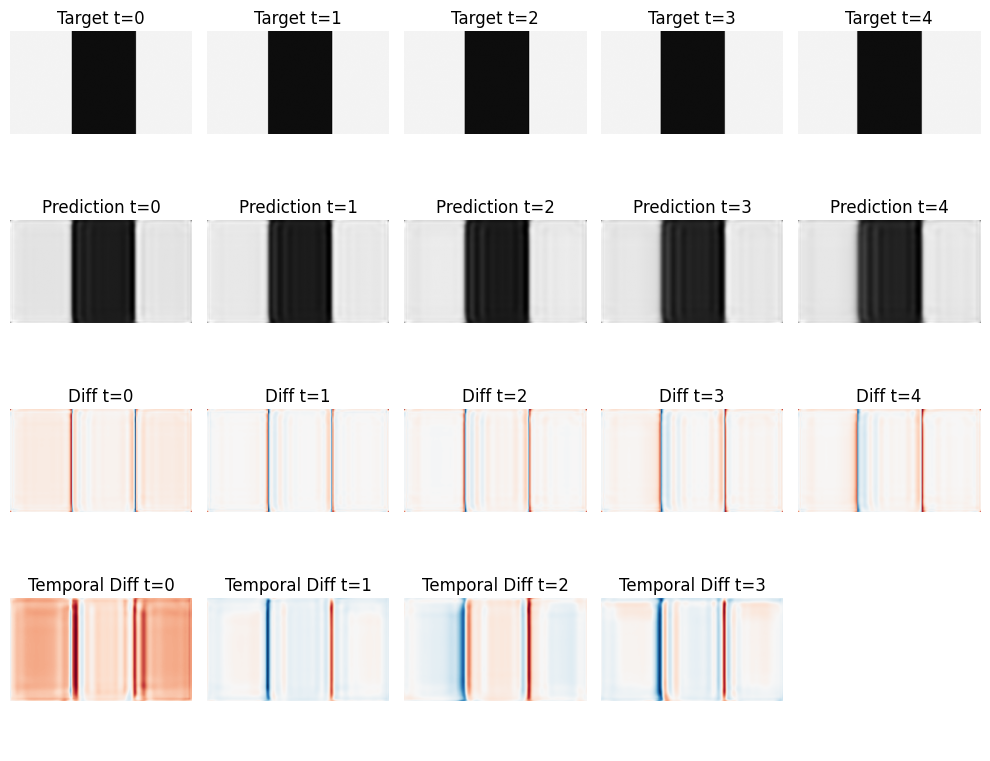 Target t=0
Target t=1
Target t=2
Target t=3
Target t=4
Prediction t=0
Prediction t=1
Prediction t=2
Prediction t=3
Prediction t=4
Diff t=0
Diff t=1
Diff t=2
Diff t=3
Diff t=4
Temporal Diff t=0
Temporal Diff t=1
Temporal Diff t=2
Temporal Diff t=3